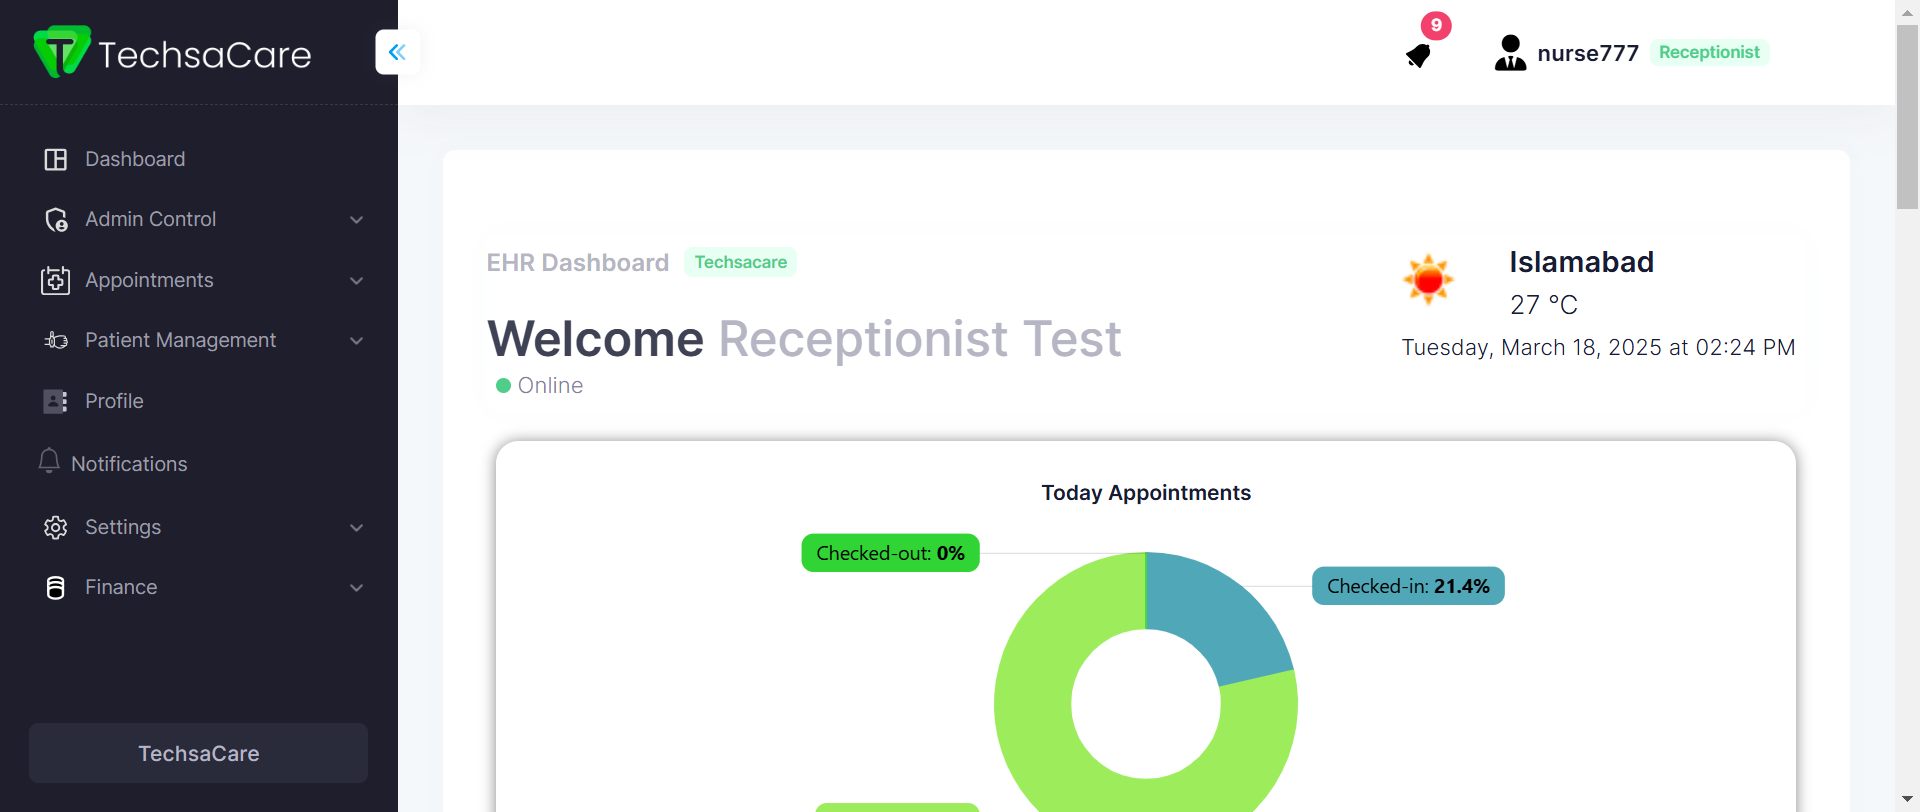 TechsaCare
9
nurse777 Receptionist
Dashboard
Admin Control
Appointments
Patient Management
Profile
Notifications
Settings
Finance
TechsaCare
EHR Dashboard Techsacare
Welcome Receptionist Test
Online
Islamabad
27 °C
Tuesday, March 18, 2025 at 02:24 PM
Today Appointments
Checked-out: 0%
Checked-in: 21.4%